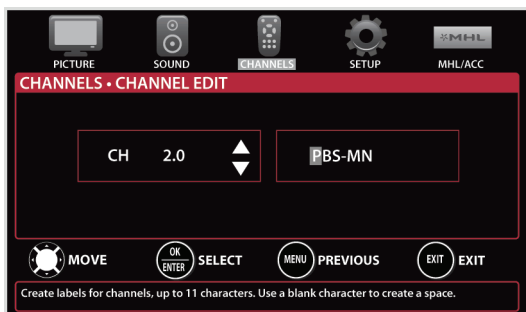 MHL
PICTURE SOUND CHANNELS SETUP MHL/ACC
CHANNELS • CHANNEL EDIT
CH 2.0 PBS-MN
MOVE OK ENTER SELECT MENU PREVIOUS EXIT EXIT
Create labels for channels, up to 11 characters. Use a blank character to create a space.